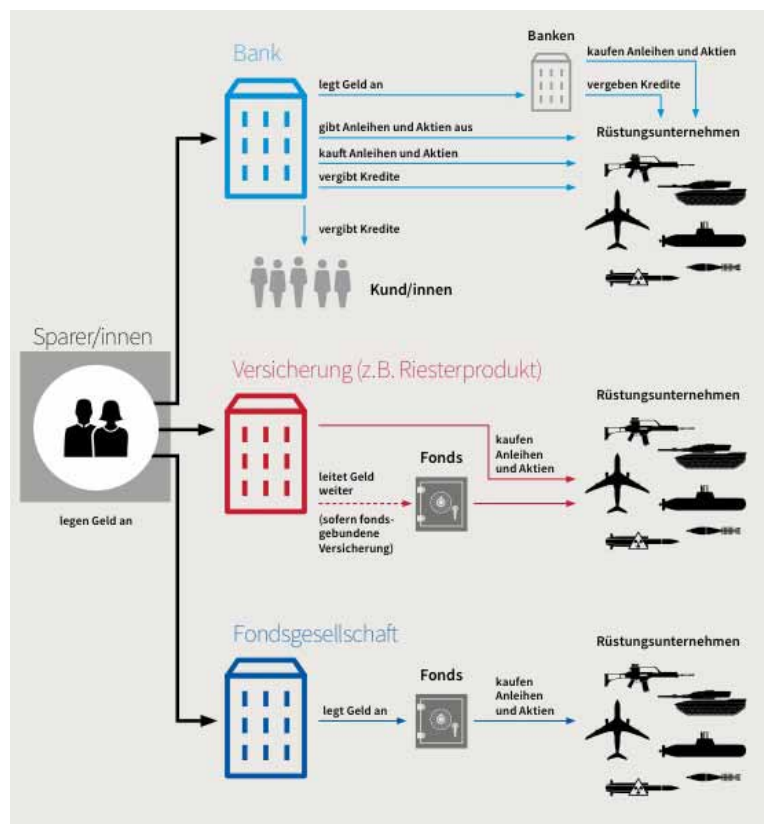 Bank
Banken
kaufen Anleihen und Aktien
legt Geld an
vergeben Kredite
gibt Anleihen und Aktien aus
Rüstungsunternehmen
kauft Anleihen und Aktien
vergibt Kredite
vergibt Kredite
Kund/innen
Sparer/innen
legen Geld an
Versicherung (z.B. Riesterprodukt)
Rüstungsunternehmen
kaufen
Anleihen
und Aktien
Fonds
leitet Geld
weiter
(sofern fonds-
gebundene
Versicherung)
Fondsgesellschaft
Rüstungsunternehmen
Fonds
kaufen
Anleihen
und Aktien
legt Geld an